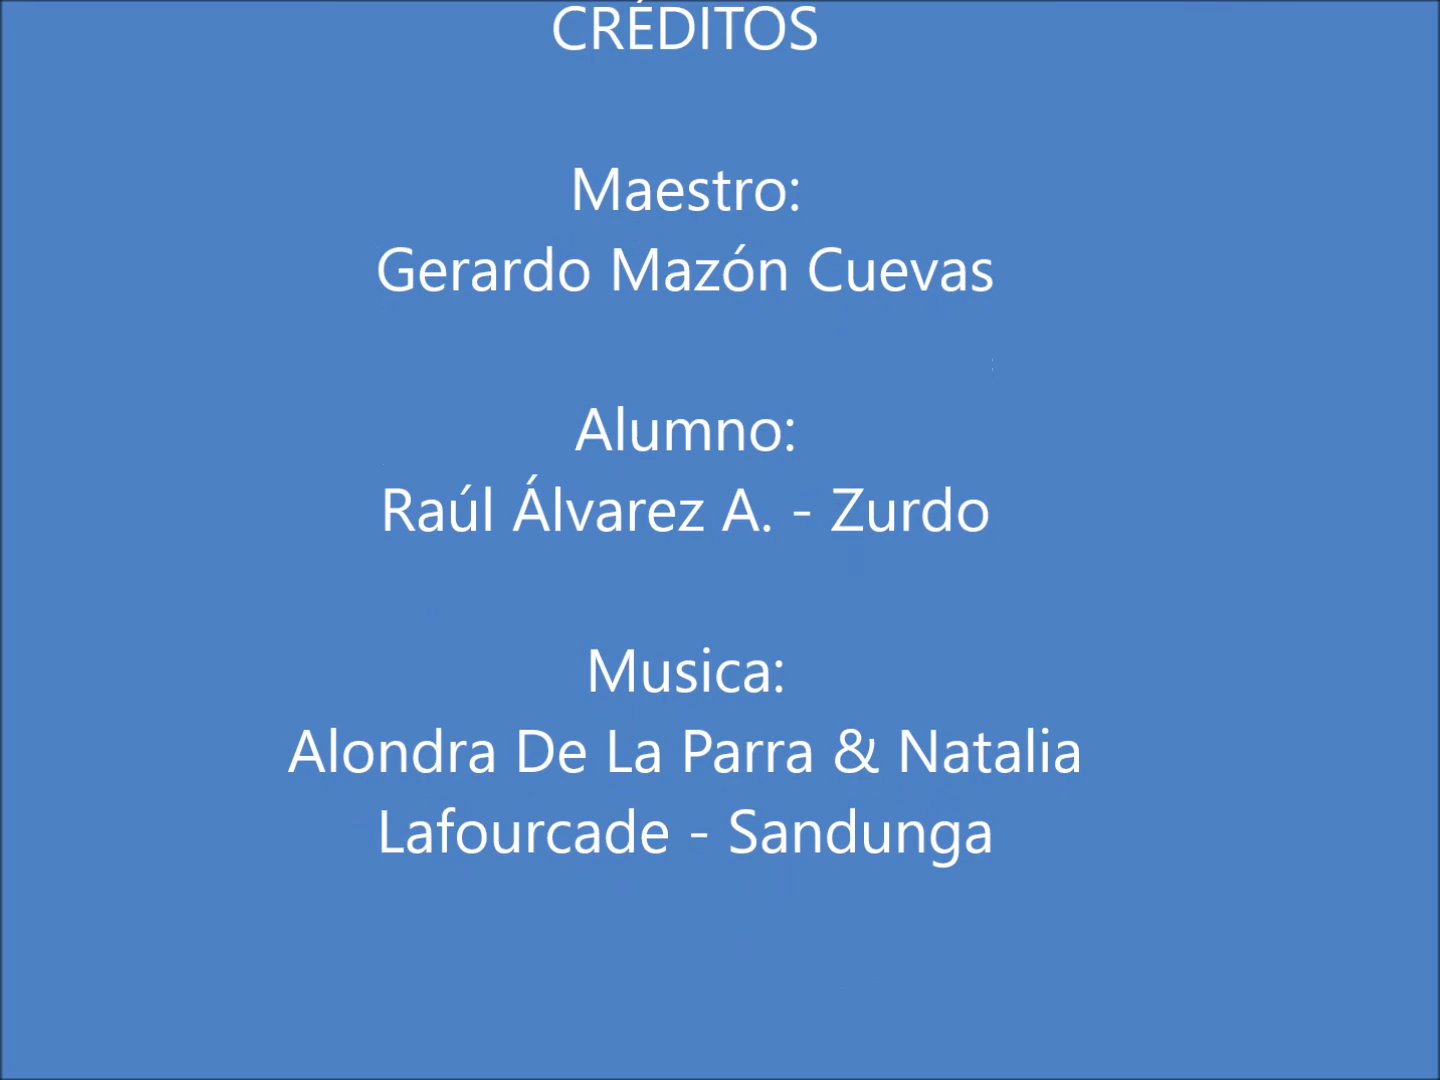 CRÉDITOS
Maestro:
Gerardo Mazón Cuevas
Alumno:
Raúl Álvarez A. - Zurdo
Musica:
Alondra De La Parra & Natalia
Lafourcade - Sandunga